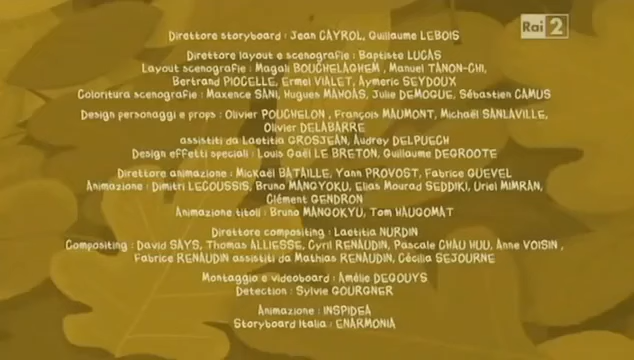 Rai 2
Direttore storyboard : Jean CAYROL, Guillaume LEBOIS
Direttore layout e scenografie : Baptiste LUCAS
Layout scenografie : Magali BOUCHELAGHEM , Manuel TANON-CHI,
Bertrand PIOCELLE, Ermel VIALET, Aymeric SEYDOUX
Coloritura scenografie : Maxence SANI, Hugues MAHOAS, Julie DEMOGUE, Sébastien CAMUS
Design personaggi e props : Olivier POUCHELON , François MAUMONT, Michaël SANLAVILLE,
Olivier DELABARRE
assistiti da Laetitia GROSJEAN, Audrey DELPUECH
Design effetti speciali : Louis Gaël LE BRETON, Guillaume DEGROOTE
Direttore animazione : Mickaël BATAILLE, Yann PROVOST, Fabrice GUEVEL
Animazione : Dimitri LECOUSSIS, Bruno MANGYOKU, Elias Mourad SEDDIKI, Uriel MIMRAN,
Clément GENDRON
Animazione titoli : Bruno MANGOKYU, Tom HAUGOMAT
Direttore compositing : Laetitia NURDIN
Compositing : David SAYS, Thomas ALLIESSE, Cyril RENAUDIN, Pascale CHAU HUU, Anne VOISIN ,
Fabrice RENAUDIN assistiti da Mathias RENAUDIN, Cécilia SEJOURNE
Montaggio e videoboard : Amélie DEGOUYS
Detection : Sylvie GOURGNER
Animazione : INSPIDEA
Storyboard Italia : ENARMONIA